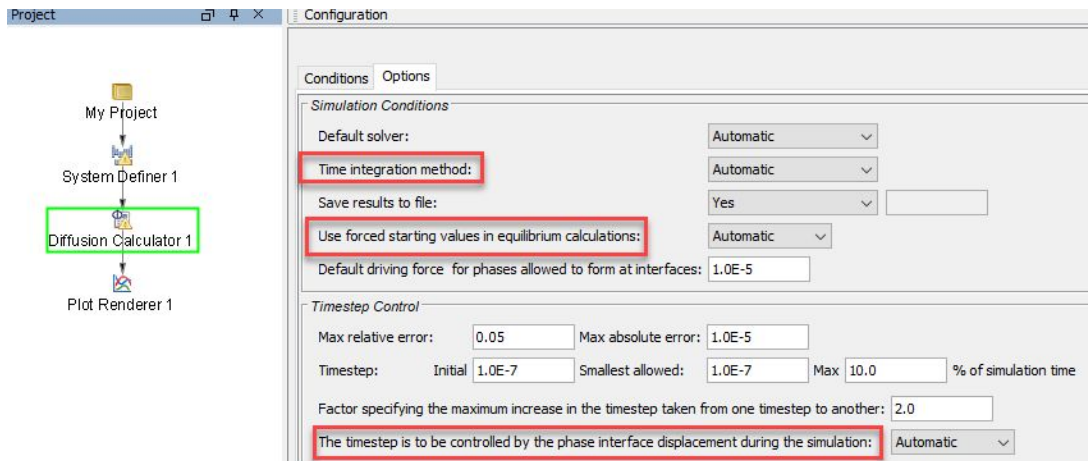 Project
Configuration
My Project
System Definer 1
Diffusion Calculator 1
Plot Renderer 1
Conditions Options
Simulation Conditions
Default solver: Automatic
Time integration method: Automatic
Save results to file: Yes
Use forced starting values in equilibrium calculations: Automatic
Default driving force for phases allowed to form at interfaces: 1.0E-5
Timestep Control
Max relative error: 0.05 Max absolute error: 1.0E-5
Timestep: Initial 1.0E-7 Smallest allowed: 1.0E-7 Max 10.0 % of simulation time
Factor specifying the maximum increase in the timestep taken from one timestep to another: 2.0
The timestep is to be controlled by the phase interface displacement during the simulation: Automatic